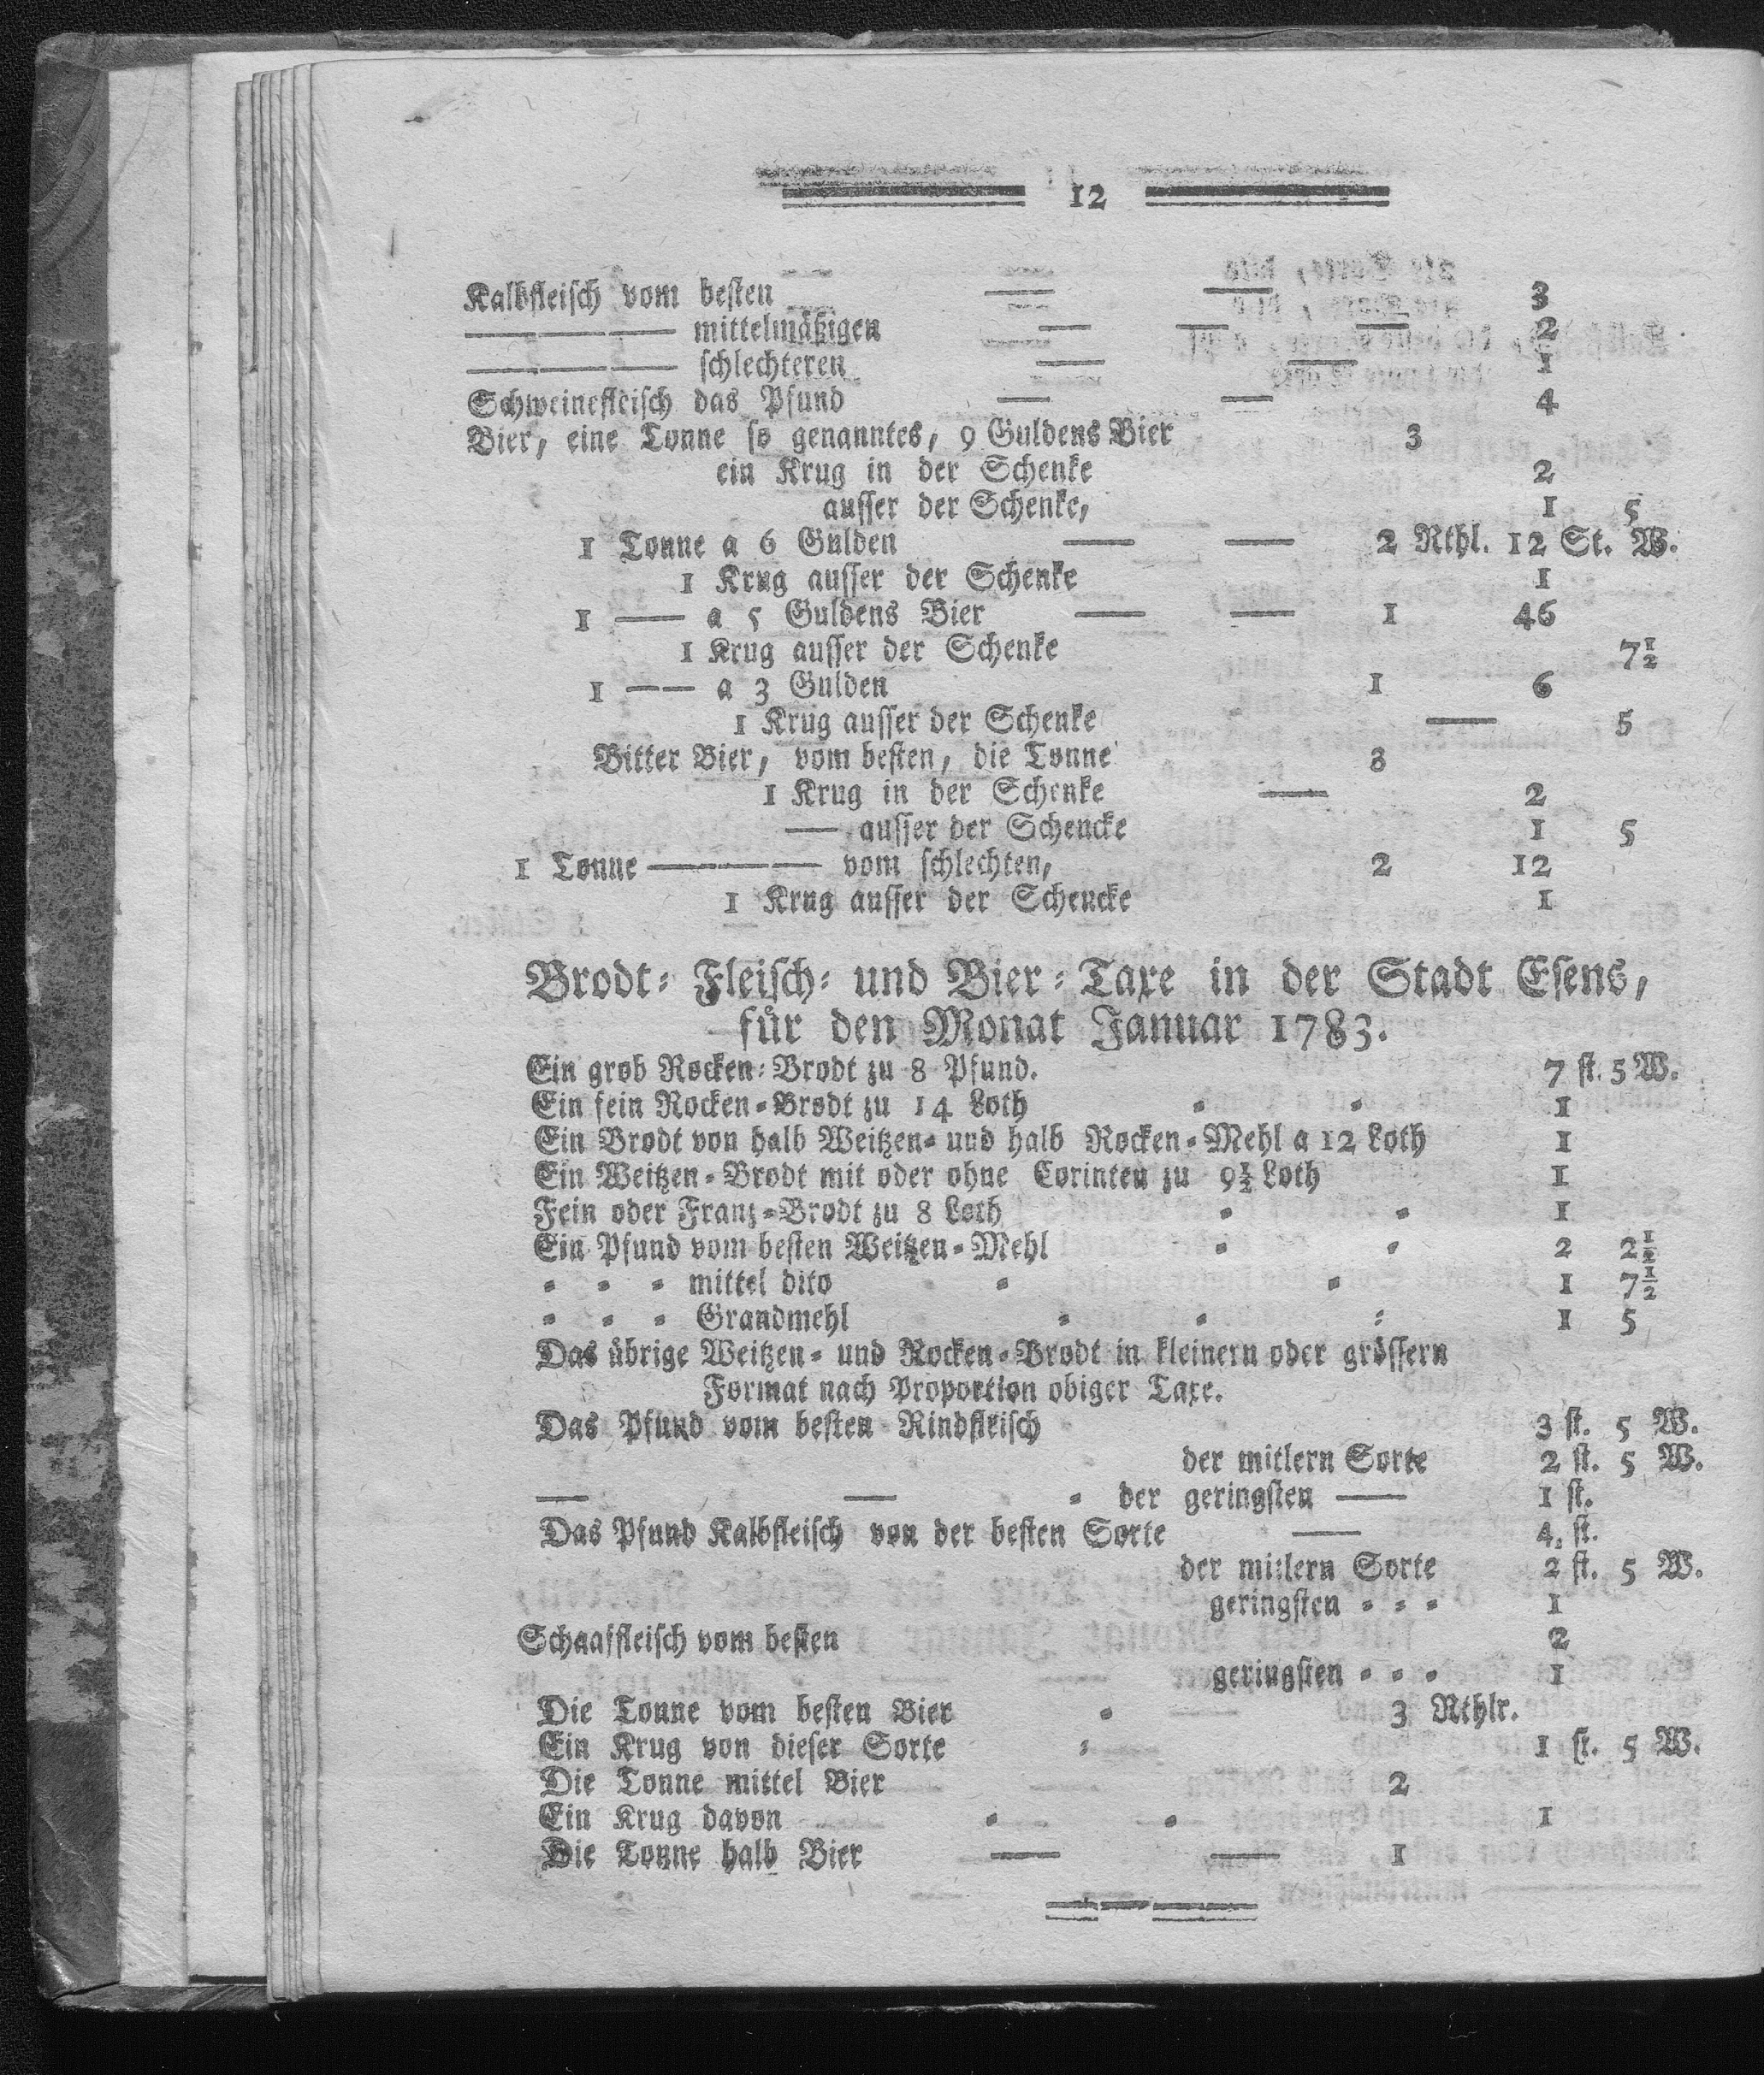 12
Kalbfleisch vom besten — — 3
— — — mittelmäßigen — — — 2
— — — schlechteren — — 1
Schweinefleisch das Pfund — — 4
Bier, eine Tonne so genanntes, 9 Guldens Bier 3
ein Krug in der Schenke 2
ausser der Schenke, 1 5
1 Tonne a 6 Gulden — — 2 Rthl. 12 St. W.
1 Krug ausser der Schenke 1
1 — a 5 Guldens Bier — — 1 46
1 Krug ausser der Schenke 7½
1 — — a 3 Gulden 1 6
1 Krug ausser der Schenke — 5
Bitter Bier, vom besten, die Tonne 3
1 Krug in der Schenke — 2
— ausser der Schencke 1 5
1 Tonne — — — vom schlechten, 2 12
1 Krug ausser der Schencke 1
Brodt= Fleisch= und Bier=Taxe in der Stadt Esens,
für den Monat Januar 1783.
Ein grob Rocken=Brodt zu 8 Pfund. 7 st. 5 W.
Ein fein Rocken=Brodt zu 14 Loth = = 1
Ein Brodt von halb Weitzen= und halb Rocken=Mehl a 12 Loth 1
Ein Weitzen=Brodt mit oder ohne Corinten zu 9½ Loth 1
Fein oder Franz=Brodt zu 8 Loth = = 1
Ein Pfund vom besten Weitzen=Mehl = = 2 2½
= = = mittel dito = = 1 7½
= = = Grandmehl = = = 1 5
Das übrige Weitzen= und Rocken=Brodt in kleinern oder grössern
Format nach Proportion obiger Taxe.
Das Pfund vom besten Rindfleisch 3 st. 5 W.
der mitlern Sorte 2 st. 5 W.
— — = der geringsten — 1 st.
Das Pfund Kalbfleisch von der besten Sorte — 4 st.
der mitlern Sorte 2 st. 5 W.
geringsten = = = 1
Schaaffleisch vom besten 2
geringsten = = = 1
Die Tonne vom besten Bier = 3 Rthlr.
Ein Krug von dieser Sorte = 1 st. 5 W.
Die Tonne mittel Bier 2
Ein Krug davon = = 1
Die Tonne halb Bier — — 1